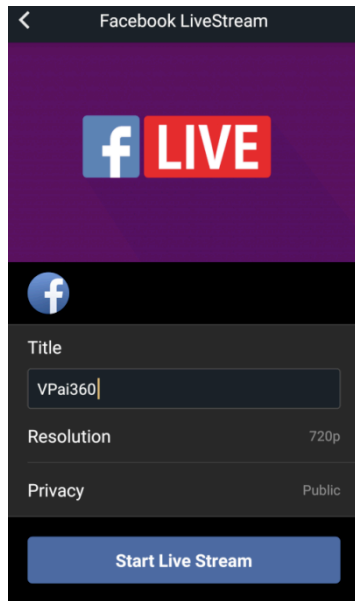 Facebook LiveStream
f LIVE
f
Title
VPai360
Resolution 720p
Privacy Public
Start Live Stream